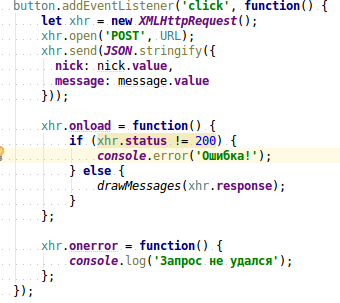 button.addEventListener('click', function() {
let xhr = new XMLHttpRequest();
xhr.open('POST', URL);
xhr.send(JSON.stringify({
nick: nick.value,
message: message.value
}));
xhr.onload = function() {
if (xhr.status != 200) {
console.error('Ошибка!');
} else {
drawMessages(xhr.response);
}
};
xhr.onerror = function() {
console.log('Запрос не удался');
};
});